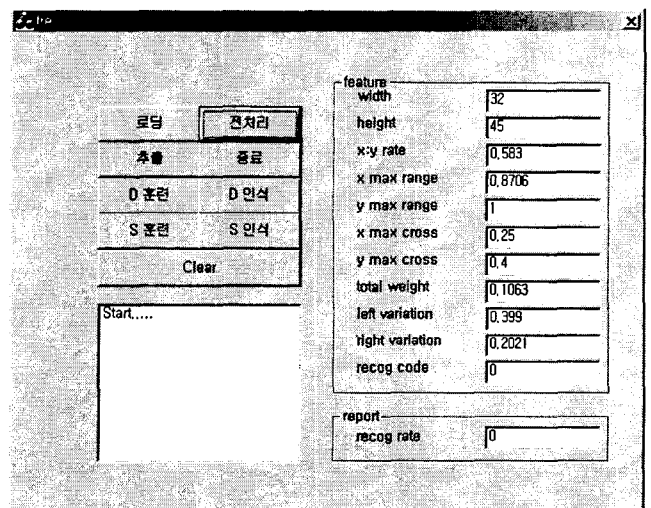 로딩 전처리
추출 종료
D 훈련 D 인식
S 훈련 S 인식
Clear
Start.....
feature
width 32
height 45
x:y rate 0.583
x max range 0.8706
y max range 1
x max cross 0.25
y max cross 0.4
total weight 0.1063
left variation 0.399
right variation 0.2021
recog code 0
report
recog rate 0